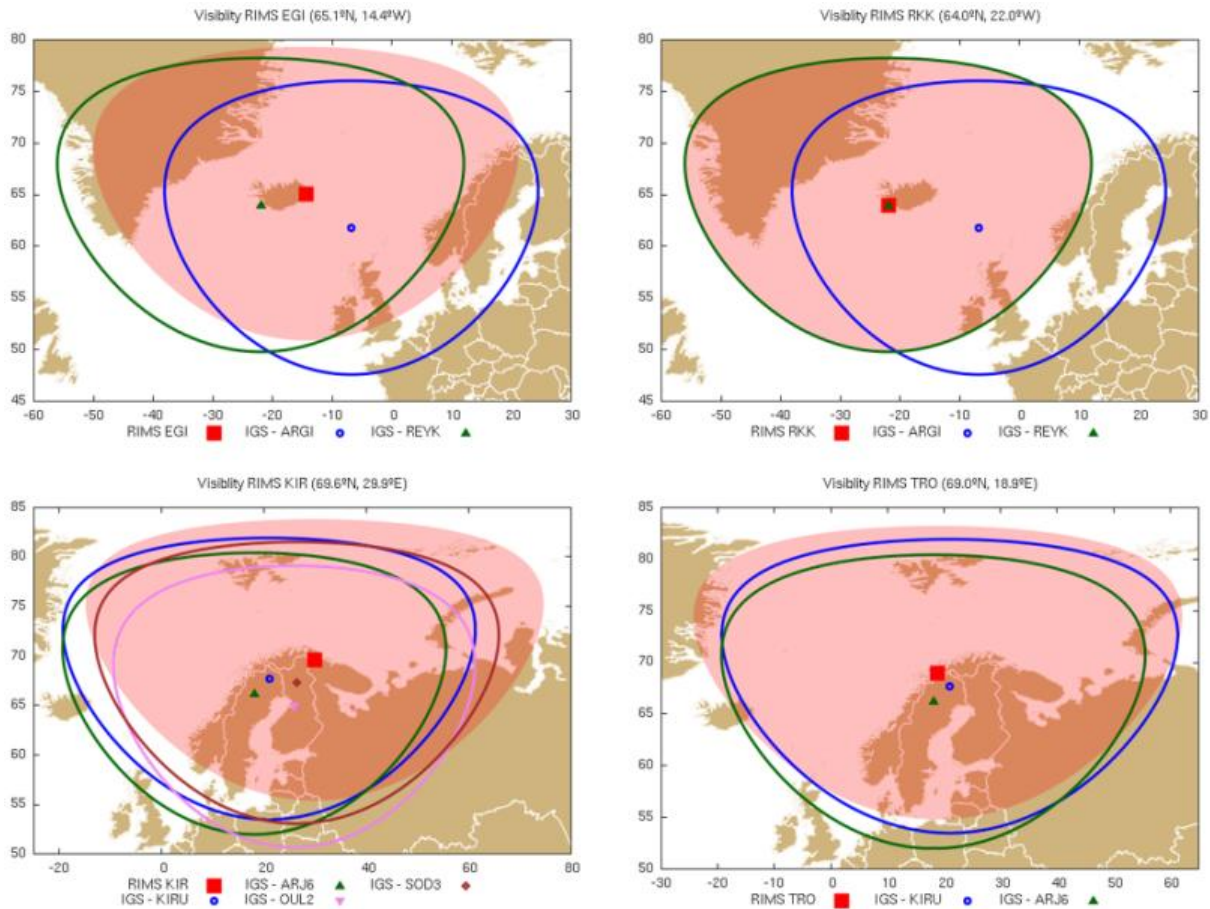 Visiblity RIMS EGI (65.1ºN, 14.4ºW)
80
75
70
65
60
55
50
45
-60 -50 -40 -30 -20 -10 0 10 20 30
RIMS EGI IGS - ARGI IGS - REYK
Visiblity RIMS RKK (64.0ºN, 22.0ºW)
80
75
70
65
60
55
50
45
-60 -50 -40 -30 -20 -10 0 10 20 30
RIMS RKK IGS - ARGI IGS - REYK
Visiblity RIMS KIR (69.6ºN, 29.9ºE)
85
80
75
70
65
60
55
50
-20 0 20 40 60 80
RIMS KIR IGS - ARJ6 IGS - SOD3
IGS - KIRU IGS - OUL2
Visiblity RIMS TRO (69.0ºN, 18.9ºE)
85
80
75
70
65
60
55
50
-30 -20 -10 0 10 20 30 40 50 60
RIMS TRO IGS - KIRU IGS - ARJ6